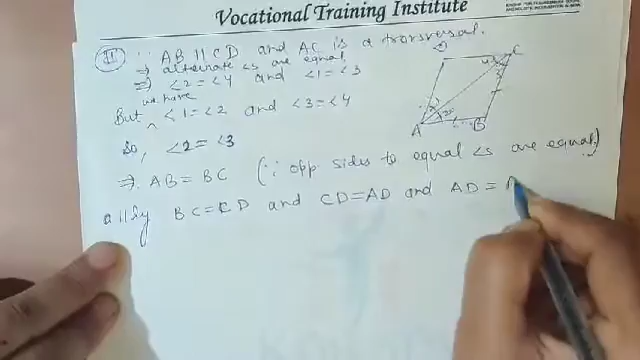 Vocational Training Institute
III ∵ AB || CD and AC is a transversal.
⇒ alternate ∠s are equal
⇒ ∠2 = ∠4 and ∠1 = ∠3
we have
But ^ ∠1 = ∠2 and ∠3 = ∠4
So, ∠2 = ∠3
⇒ AB = BC (∵ opp. sides to equal ∠s are equal)
a llly BC = CD and CD = AD and AD =
C
A
B